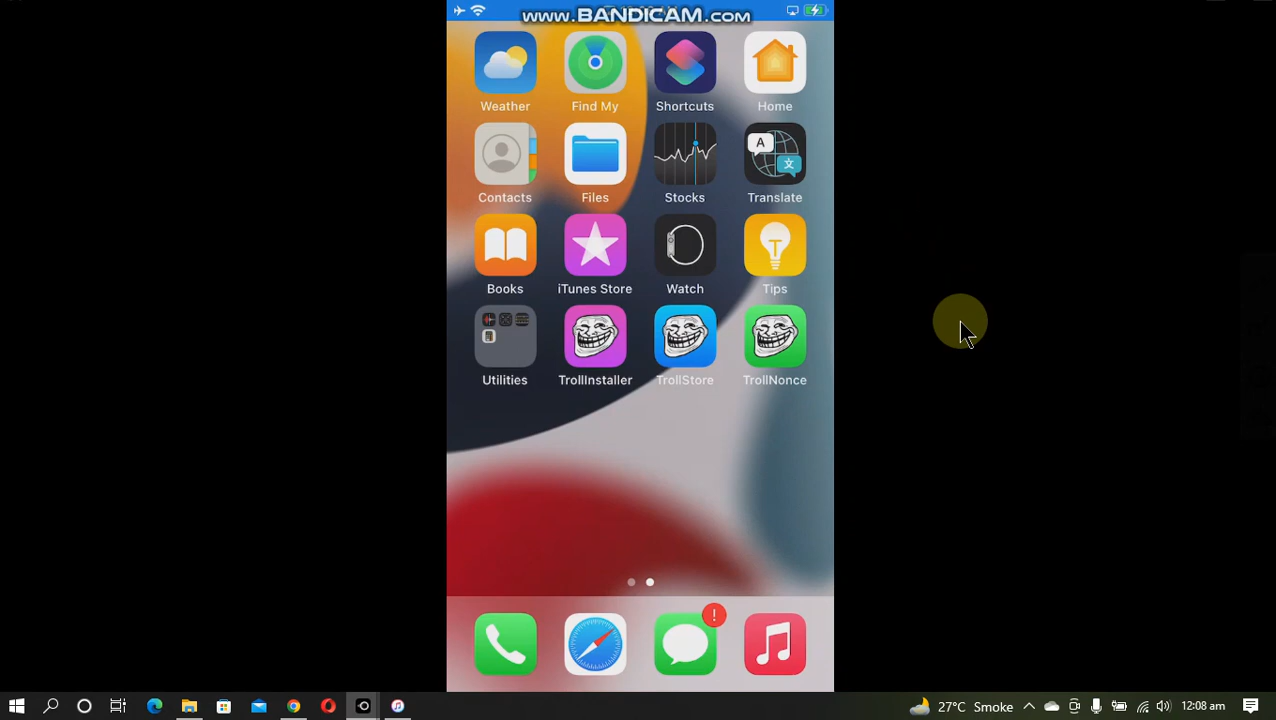 www.BANDICAM.com
Weather
Find My
Shortcuts
Home
Contacts
Files
Stocks
A
文
Translate
Books
iTunes Store
Watch
Tips
Utilities
TrollInstaller
TrollStore
TrollNonce
!
27°C Smoke
12:08 am